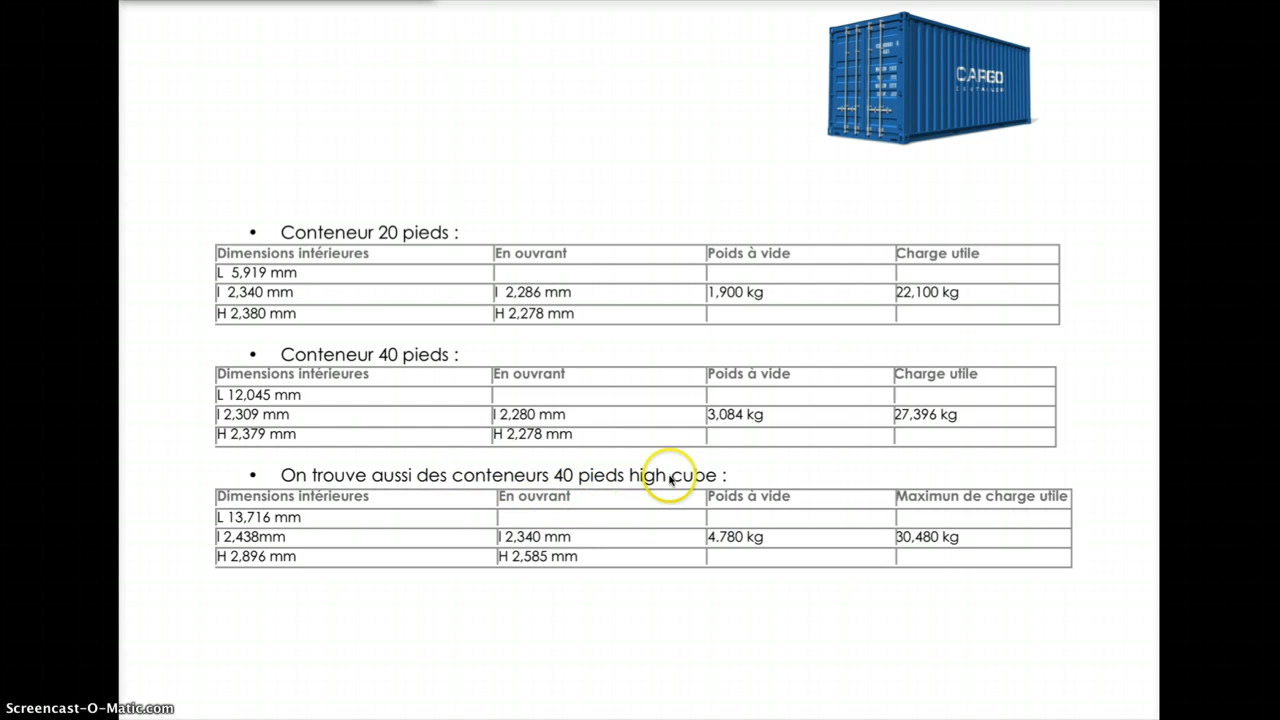 CARGO
• Conteneur 20 pieds :
Dimensions intérieures En ouvrant Poids à vide Charge utile
L 5,919 mm
l 2,340 mm l 2,286 mm 1,900 kg 22,100 kg
H 2,380 mm H 2,278 mm
• Conteneur 40 pieds :
Dimensions intérieures En ouvrant Poids à vide Charge utile
L 12,045 mm
l 2,309 mm l 2,280 mm 3,084 kg 27,396 kg
H 2,379 mm H 2,278 mm
• On trouve aussi des conteneurs 40 pieds high cube :
Dimensions intérieures En ouvrant Poids à vide Maximun de charge utile
L 13,716 mm
l 2,438mm l 2,340 mm 4.780 kg 30,480 kg
H 2,896 mm H 2,585 mm
Screencast-O-Matic.com